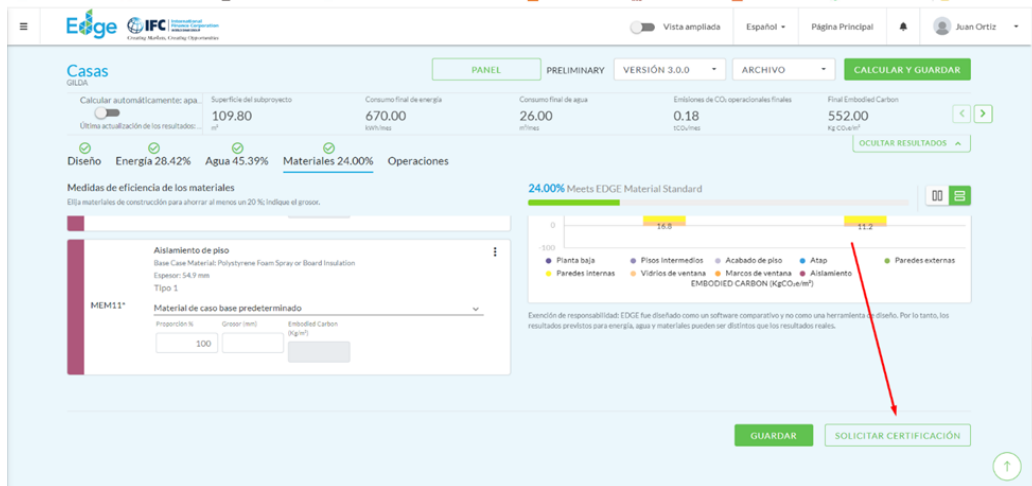 Edge
IFC International Finance Corporation
WORLD BANK GROUP
Creating Markets, Creating Opportunities
Vista ampliada
Español
Página Principal
Juan Ortiz
Casas
GILDA
PANEL
PRELIMINARY
VERSIÓN 3.0.0
ARCHIVO
CALCULAR Y GUARDAR
Calcular automáticamente: apa...
Última actualización de los resultados: ...
Superficie del subproyecto
109.80
m²
Consumo final de energía
670.00
kWh/mes
Consumo final de agua
26.00
m³/mes
Emisiones de CO₂ operacionales finales
0.18
tCO₂/mes
Final Embodied Carbon
552.00
Kg CO₂e/m²
OCULTAR RESULTADOS
Diseño
Energía 28.42%
Agua 45.39%
Materiales 24.00%
Operaciones
Medidas de eficiencia de los materiales
Elija materiales de construcción para ahorrar al menos un 20 %; indique el grosor.
24.00% Meets EDGE Material Standard
MEM11*
Aislamiento de piso
Base Case Material: Polystyrene Foam Spray or Board Insulation
Espesor: 54.9 mm
Tipo 1
Material de caso base predeterminado
Proporción %
Grosor (mm)
Embodied Carbon
(Kg/m²)
100
0
16.8
11.2
-100
Planta baja
Pisos intermedios
Acabado de piso
Atap
Paredes externas
Paredes internas
Vidrios de ventana
Marcos de ventana
Aislamiento
EMBODIED CARBON (KgCO₂e/m²)
Exención de responsabilidad: EDGE fue diseñado como un software comparativo y no como una herramienta de diseño. Por lo tanto, los
resultados previstos para energía, agua y materiales pueden ser distintos que los resultados reales.
GUARDAR
SOLICITAR CERTIFICACIÓN